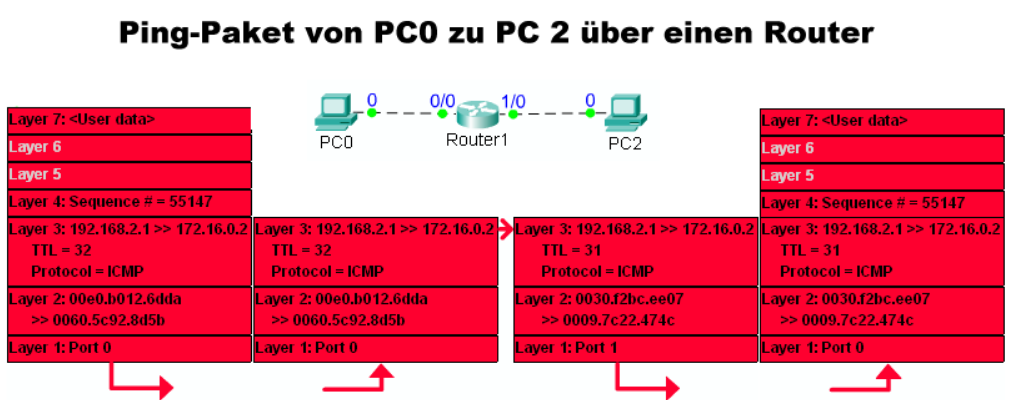 Ping-Paket von PC0 zu PC 2 über einen Router
0
0/0
1/0
0
PC0
Router1
PC2
Layer 7: <User data>
Layer 6
Layer 5
Layer 4: Sequence # = 55147
Layer 3: 192.168.2.1 >> 172.16.0.2
TTL = 32
Protocol = ICMP
Layer 2: 00e0.b012.6dda
>> 0060.5c92.8d5b
Layer 1: Port 0
Layer 3: 192.168.2.1 >> 172.16.0.2
TTL = 32
Protocol = ICMP
Layer 2: 00e0.b012.6dda
>> 0060.5c92.8d5b
Layer 1: Port 0
Layer 3: 192.168.2.1 >> 172.16.0.2
TTL = 31
Protocol = ICMP
Layer 2: 0030.f2bc.ee07
>> 0009.7c22.474c
Layer 1: Port 1
Layer 7: <User data>
Layer 6
Layer 5
Layer 4: Sequence # = 55147
Layer 3: 192.168.2.1 >> 172.16.0.2
TTL = 31
Protocol = ICMP
Layer 2: 0030.f2bc.ee07
>> 0009.7c22.474c
Layer 1: Port 0